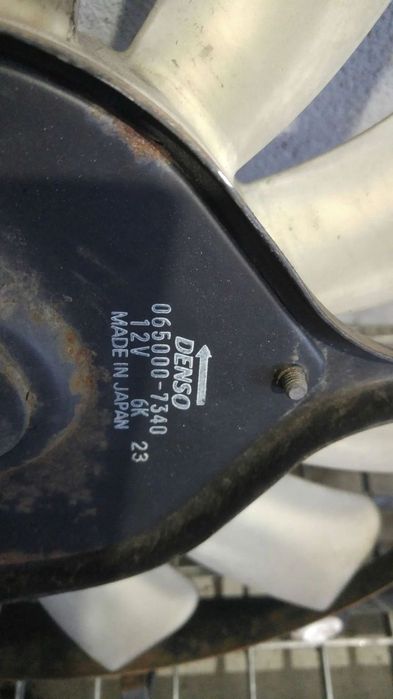 DENSO
065000-7340
12V 6K 23
MADE IN JAPAN